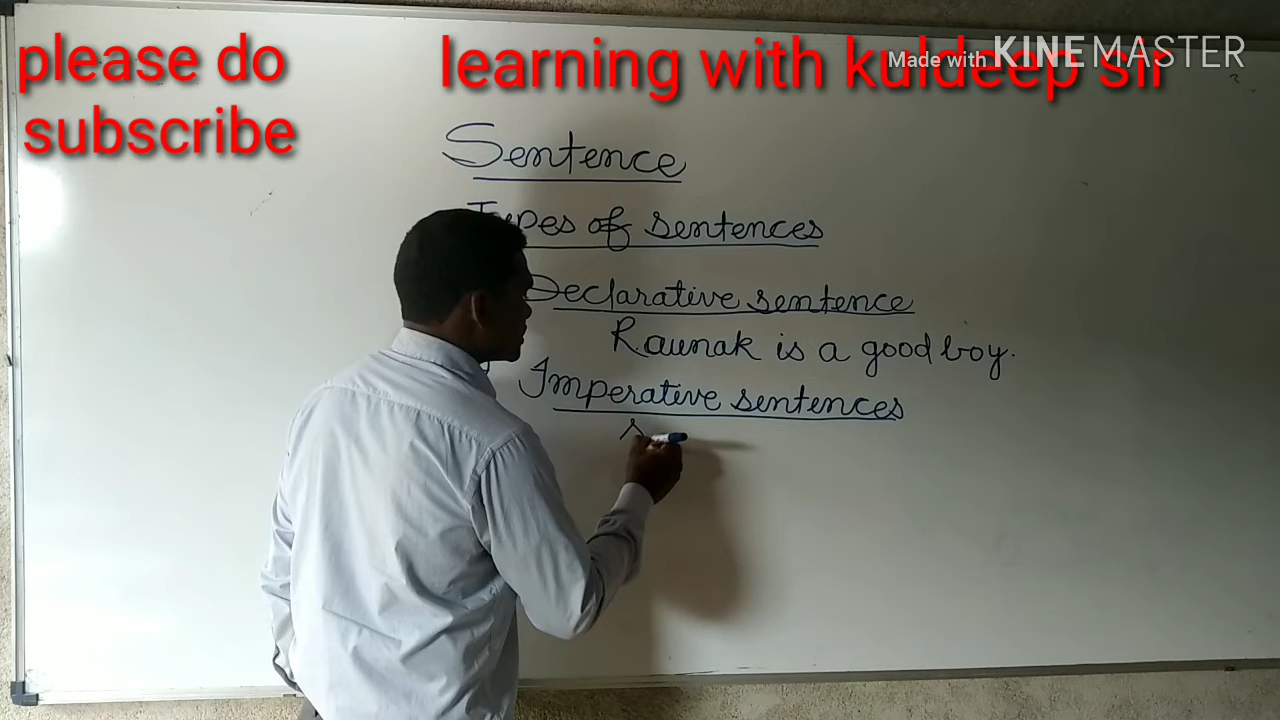 please do
subscribe
learning with kuldeep sir
Made with KINEMASTER
Sentence
Types of sentences
Declarative sentence
Raunak is a good boy.
Imperative sentences